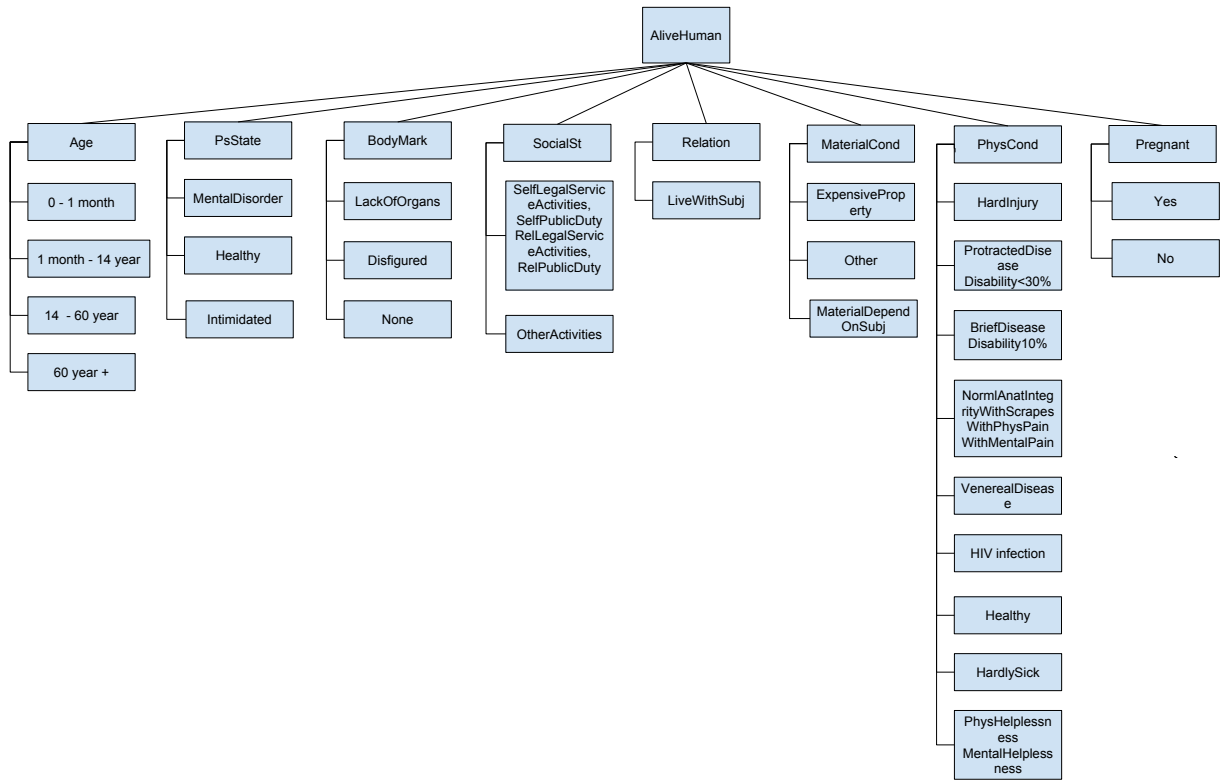 AliveHuman
Age
0 - 1 month
1 month - 14 year
14 - 60 year
60 year +
PsState
MentalDisorder
Healthy
Intimidated
BodyMark
LackOfOrgans
Disfigured
None
SocialSt
SelfLegalServic
eActivities,
SelfPublicDuty
RelLegalServic
eActivities,
RelPublicDuty
OtherActivities
Relation
LiveWithSubj
MaterialCond
ExpensiveProp
erty
Other
MaterialDepend
OnSubj
PhysCond
HardInjury
ProtractedDise
ase
Disability<30%
BriefDisease
Disability10%
NormlAnatInteg
rityWithScrapes
WithPhysPain
WithMentalPain
VenerealDiseas
e
HIV infection
Healthy
HardlySick
PhysHelplessn
ess
MentalHelpless
ness
Pregnant
Yes
No
`